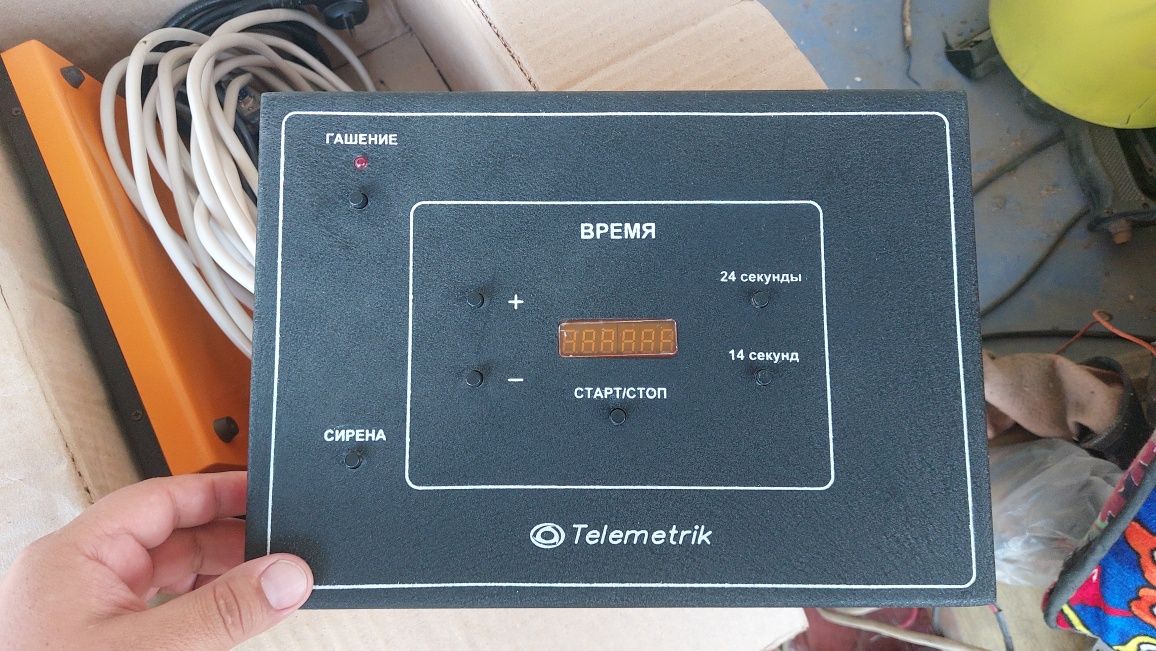 ГАШЕНИЕ
ВРЕМЯ
24 секунды
+
14 секунд
−
СТАРТ/СТОП
СИРЕНА
Telemetrik